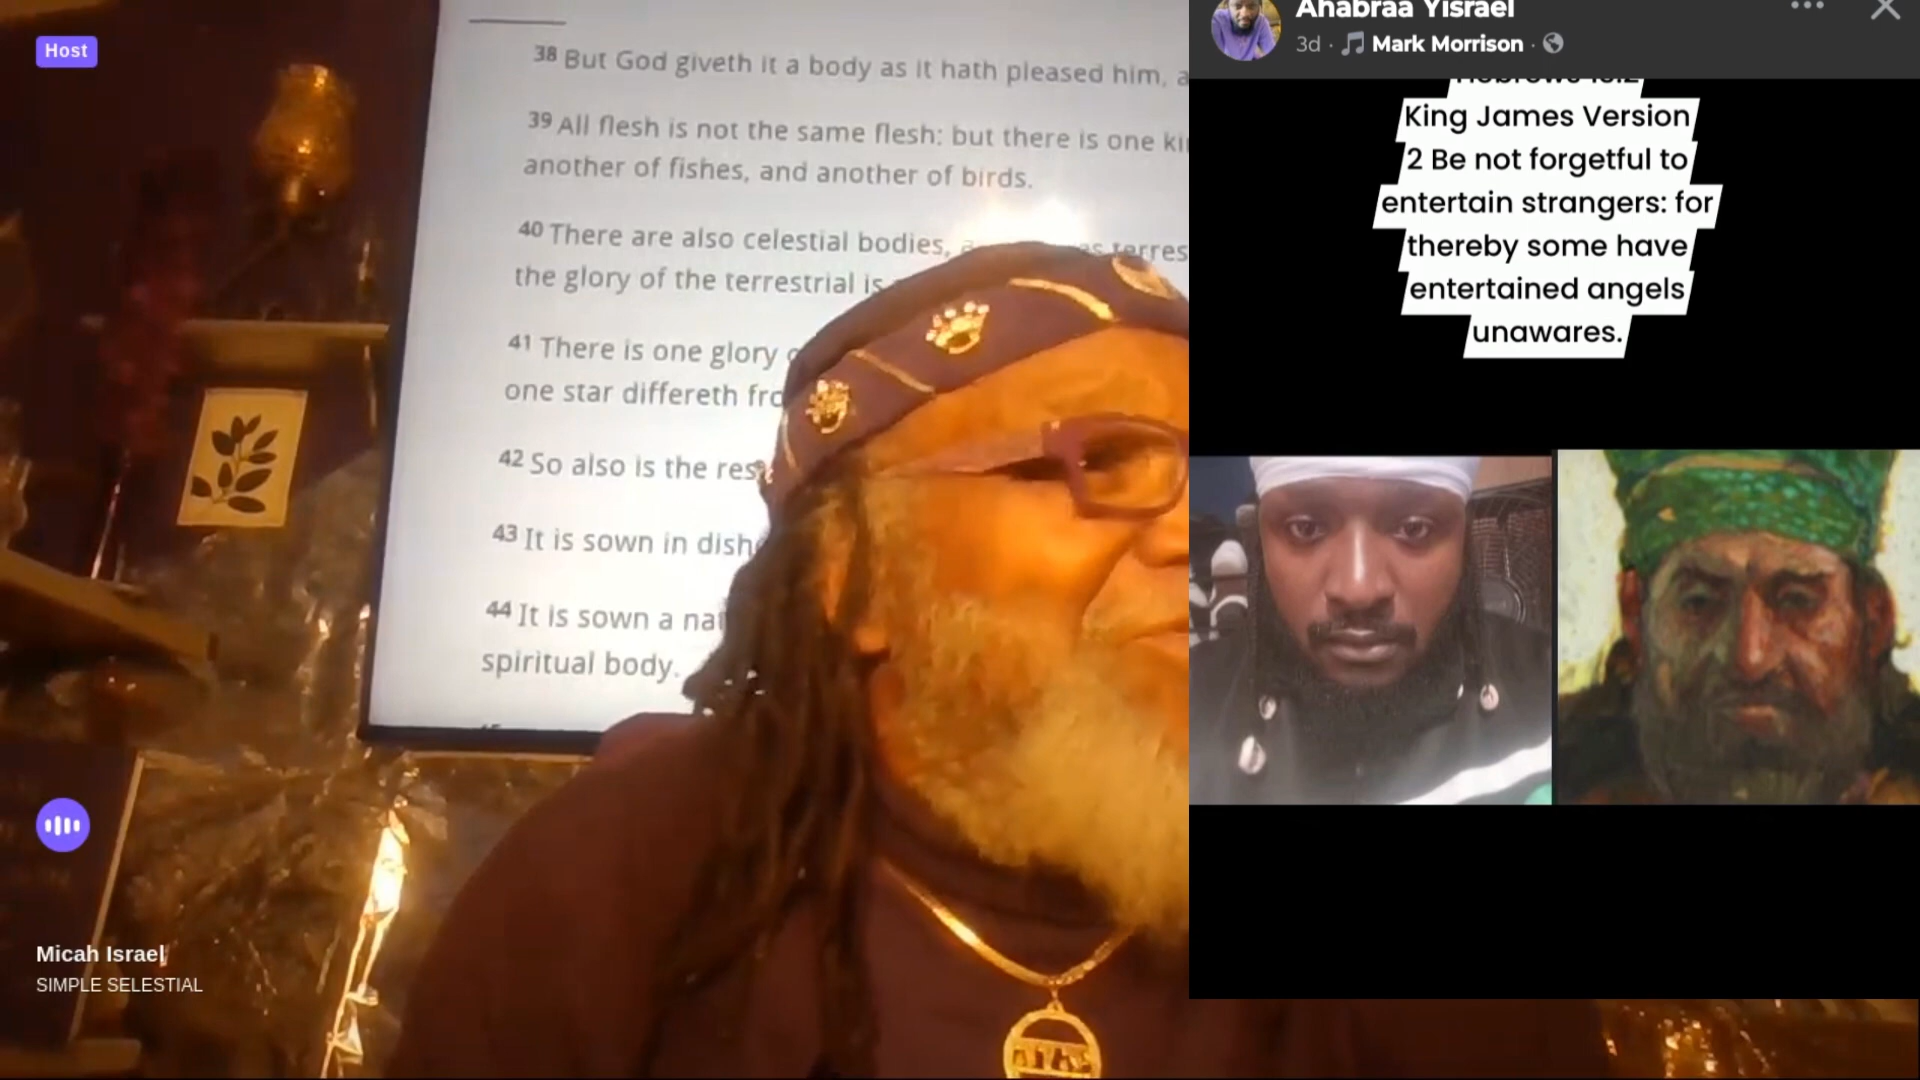 Host
38 But God giveth it a body as it hath pleased him,
39 All flesh is not the same flesh: but there is one
another of fishes, and another of birds.
40 There are also celestial bodies,
the glory of the terrestrial is
41 There is one glory
one star differeth
42 So also is the
43 It is sown in
44 It is sown a
spiritual body.
Micah Israel
SIMPLE SELESTIAL
Ahabraa Yisrael
3d · Mark Morrison ·
Hebrews 13:2
King James Version
2 Be not forgetful to
entertain strangers: for
thereby some have
entertained angels
unawares.